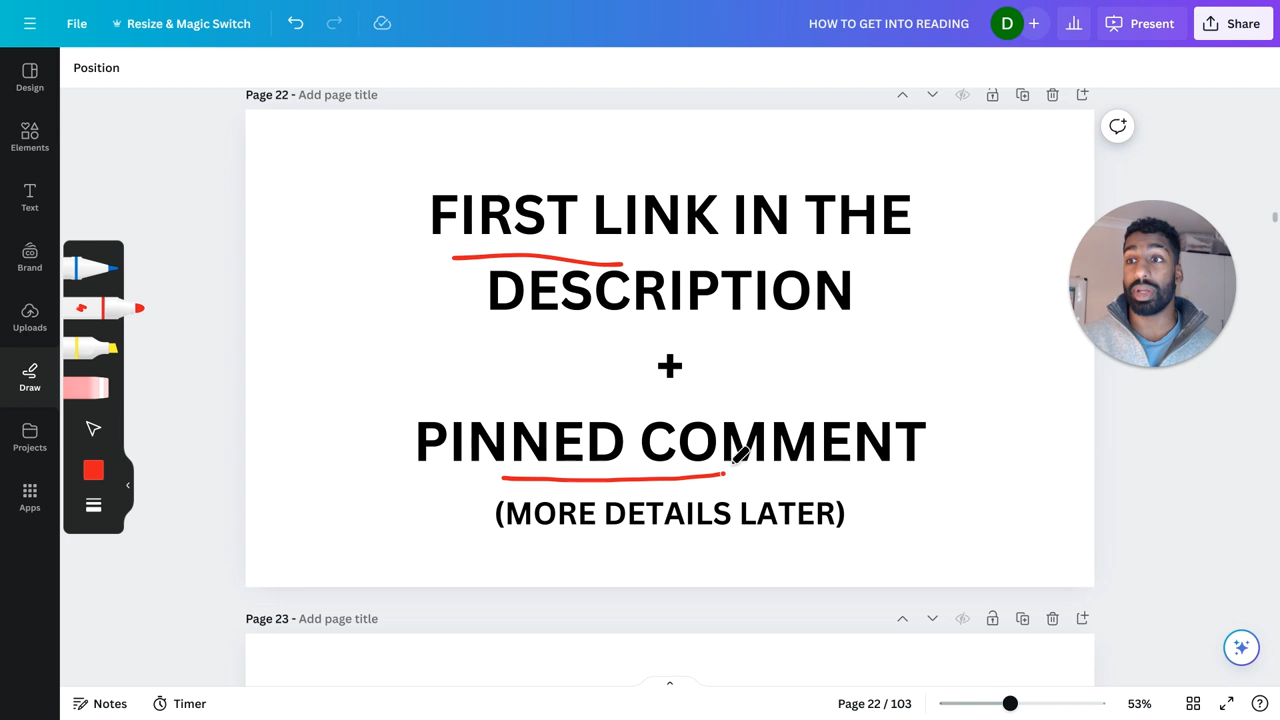 File
Resize & Magic Switch
HOW TO GET INTO READING
D
Present
Share
Position
Design
Elements
Text
Brand
Uploads
Draw
Projects
Apps
Page 22 - Add page title
FIRST LINK IN THE
DESCRIPTION
+
PINNED COMMENT
(MORE DETAILS LATER)
Page 23 - Add page title
Notes
Timer
Page 22 / 103
53%